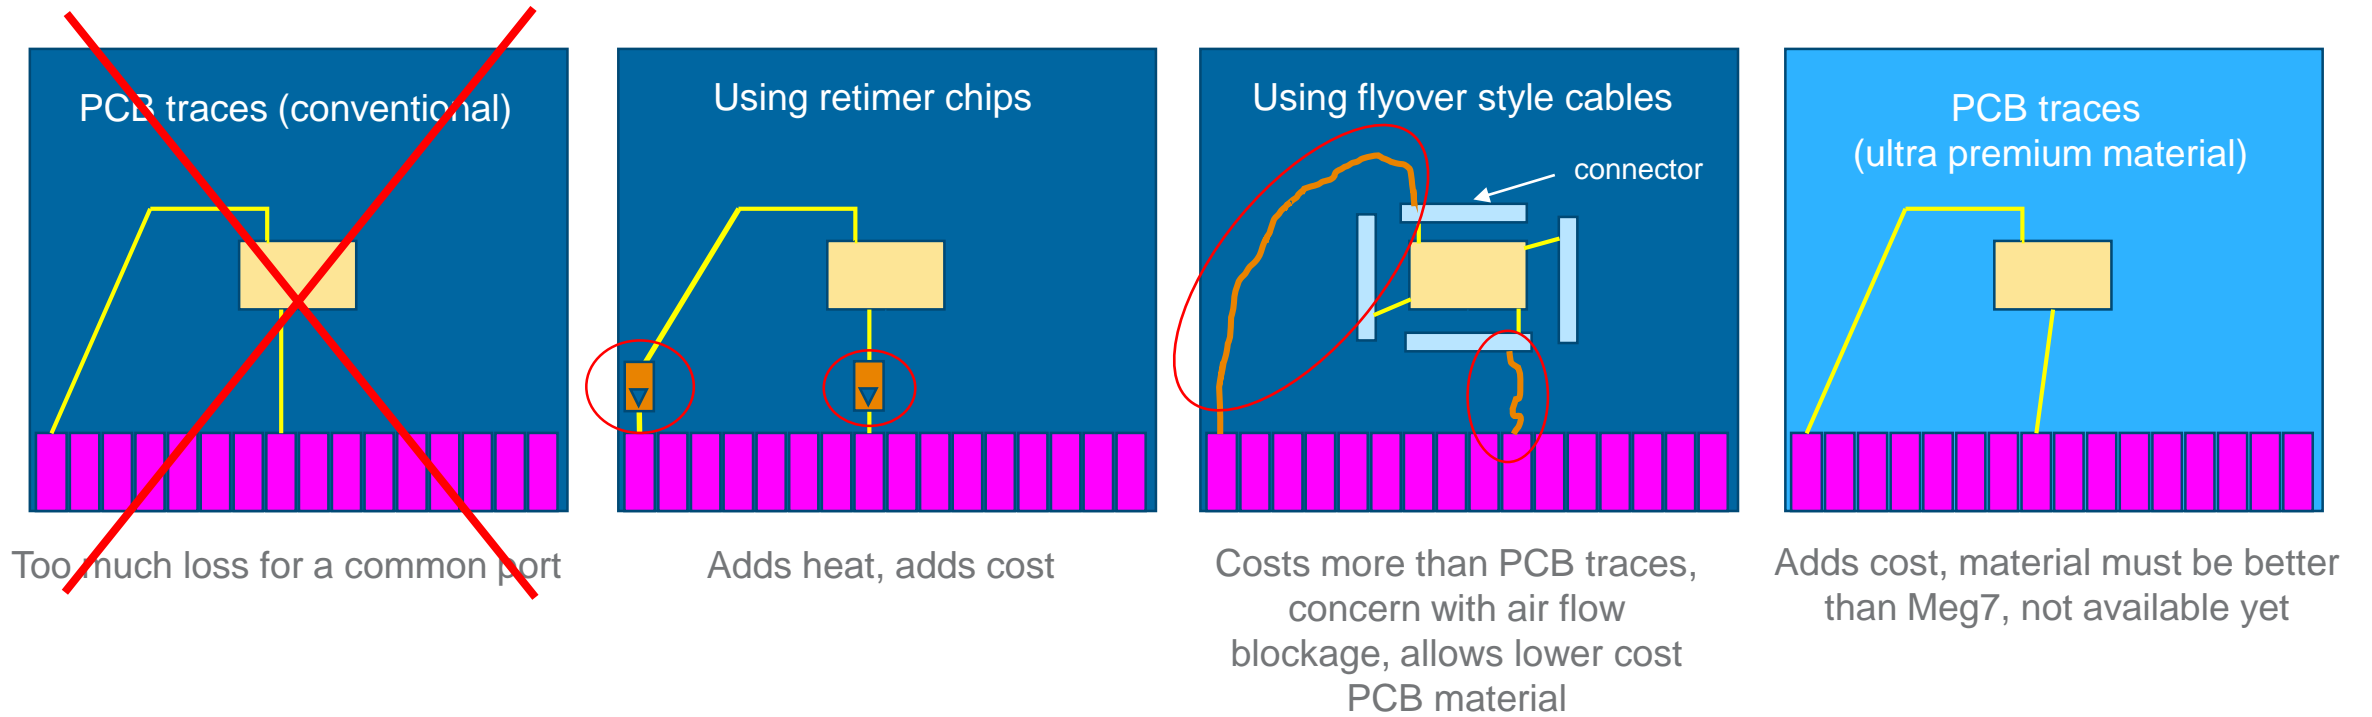 PCB traces (conventional)
Too much loss for a common port
Using retimer chips
Adds heat, adds cost
Using flyover style cables
connector
Costs more than PCB traces,
concern with air flow
blockage, allows lower cost
PCB material
PCB traces
(ultra premium material)
Adds cost, material must be better
than Meg7, not available yet